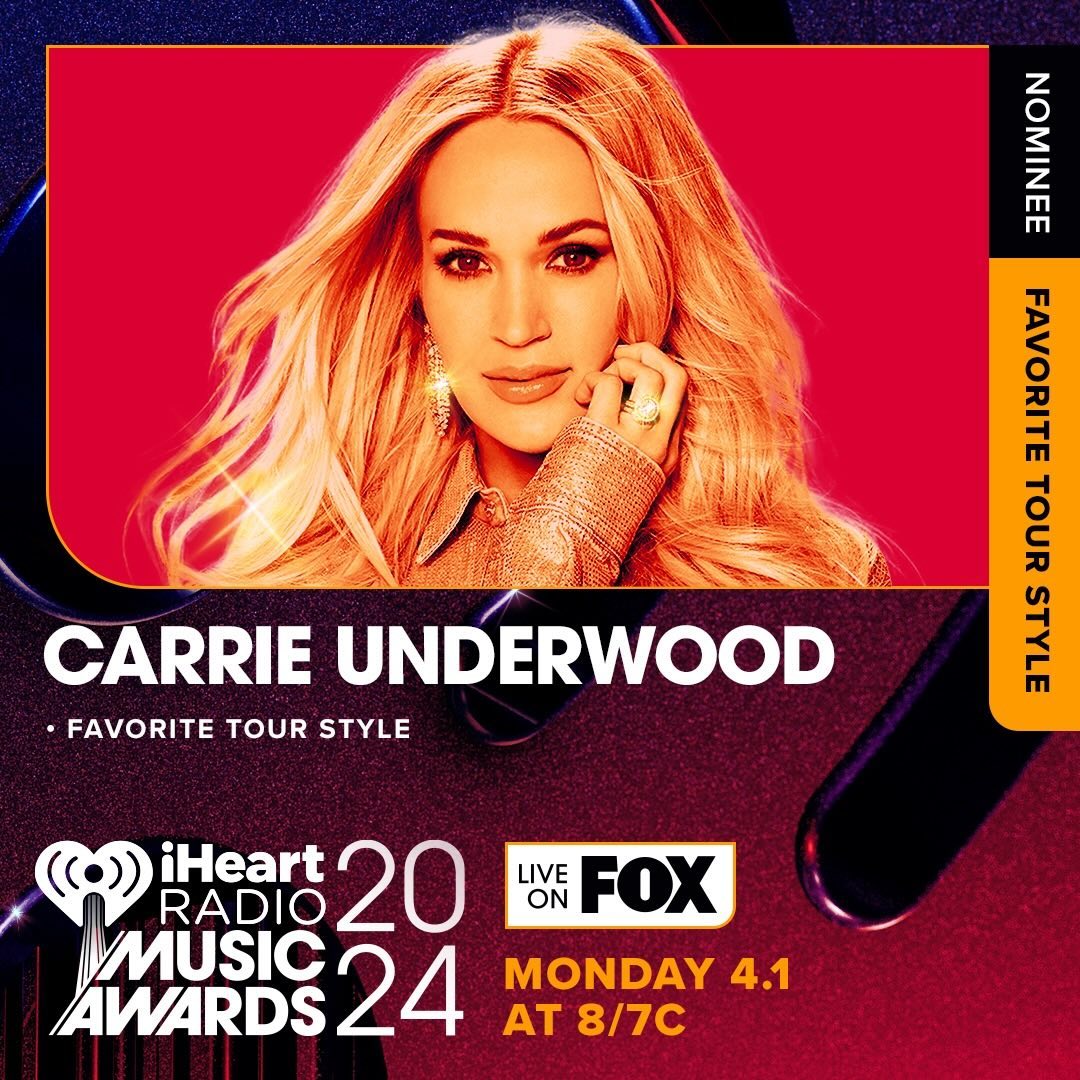 NOMINEE
FAVORITE TOUR STYLE
CARRIE UNDERWOOD
• FAVORITE TOUR STYLE
iHeart
RADIO
MUSIC
AWARDS
20
24
LIVE
ON
FOX
MONDAY 4.1
AT 8/7C